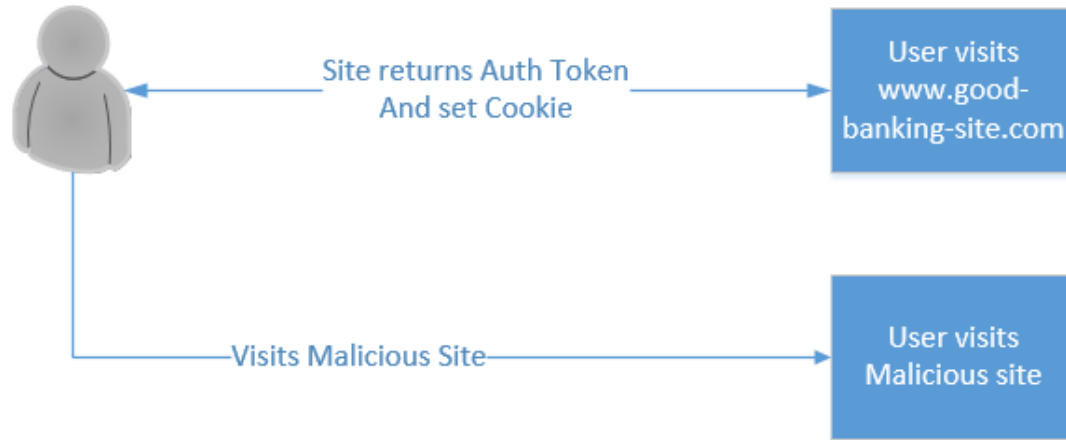 Site returns Auth Token
And set Cookie
User visits
www.good-
banking-site.com
Visits Malicious Site
User visits
Malicious site